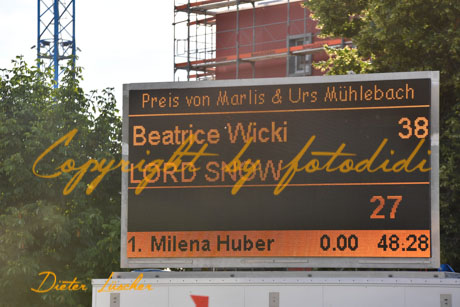 Preis von Marlis & Urs Mühlebach
Beatrice Wicki 38
LORD SNOW
27
1. Milena Huber 0.00 48:28
Copyright by fotodidi
Dieter Lüscher